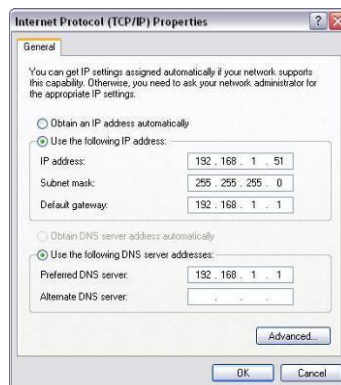 Internet Protocol (TCP/IP) Properties
General
You can get IP settings assigned automatically if your network supports
this capability. Otherwise, you need to ask your network administrator for
the appropriate IP settings.
Obtain an IP address automatically
Use the following IP address:
IP address: 192 . 168 . 1 . 51
Subnet mask: 255 . 255 . 255 . 0
Default gateway: 192 . 168 . 1 . 1
Obtain DNS server address automatically
Use the following DNS server addresses:
Preferred DNS server: 192 . 168 . 1 . 1
Alternate DNS server: . . .
Advanced...
OK Cancel